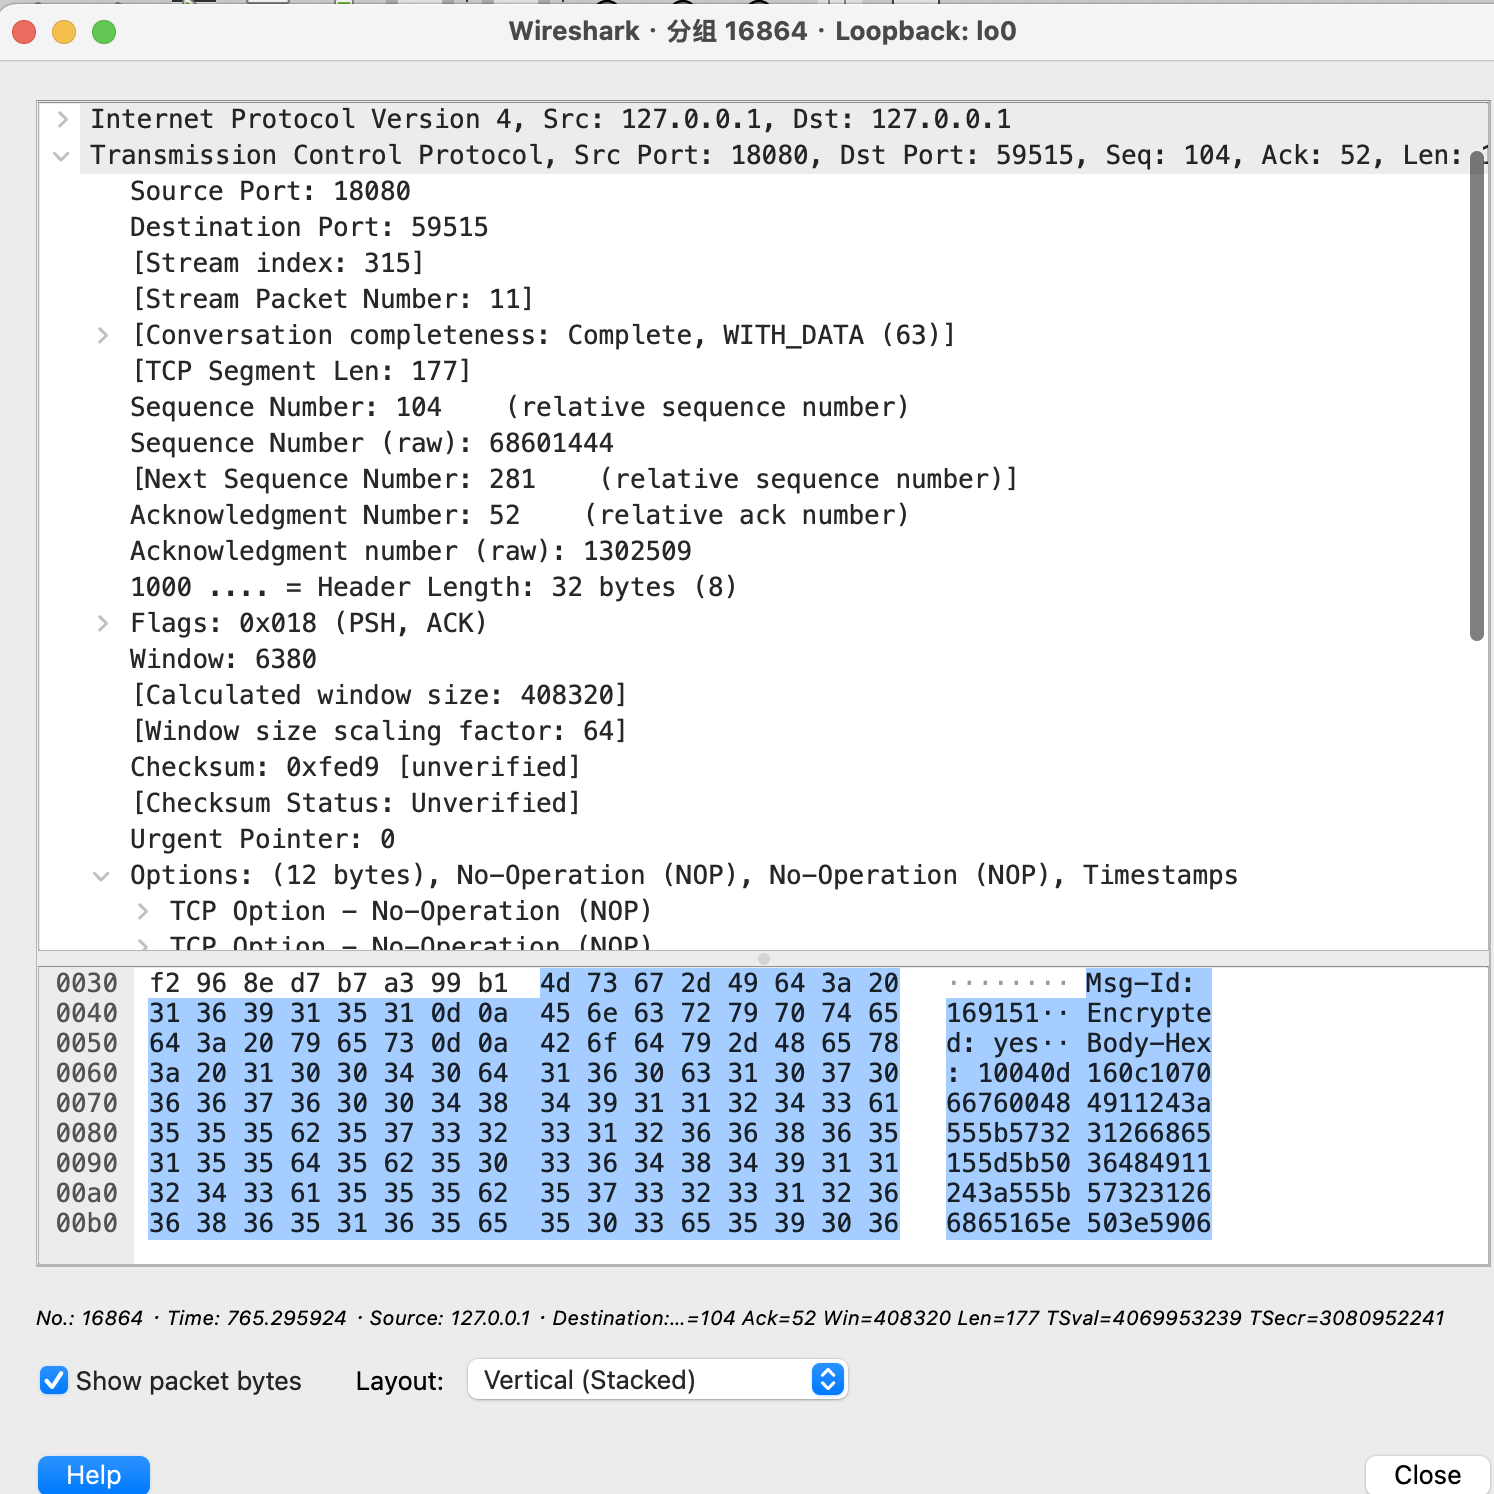 Wireshark · 分组 16864 · Loopback: lo0
Internet Protocol Version 4, Src: 127.0.0.1, Dst: 127.0.0.1
Transmission Control Protocol, Src Port: 18080, Dst Port: 59515, Seq: 104, Ack: 52, Len:
Source Port: 18080
Destination Port: 59515
[Stream index: 315]
[Stream Packet Number: 11]
[Conversation completeness: Complete, WITH_DATA (63)]
[TCP Segment Len: 177]
Sequence Number: 104    (relative sequence number)
Sequence Number (raw): 68601444
[Next Sequence Number: 281    (relative sequence number)]
Acknowledgment Number: 52    (relative ack number)
Acknowledgment number (raw): 1302509
1000 .... = Header Length: 32 bytes (8)
Flags: 0x018 (PSH, ACK)
Window: 6380
[Calculated window size: 408320]
[Window size scaling factor: 64]
Checksum: 0xfed9 [unverified]
[Checksum Status: Unverified]
Urgent Pointer: 0
Options: (12 bytes), No-Operation (NOP), No-Operation (NOP), Timestamps
TCP Option - No-Operation (NOP)
TCP Option - No-Operation (NOP)
0030 f2 96 8e d7 b7 a3 99 b1 4d 73 67 2d 49 64 3a 20 ········ Msg-Id:
0040 31 36 39 31 35 31 0d 0a 45 6e 63 72 79 70 74 65 169151·· Encrypte
0050 64 3a 20 79 65 73 0d 0a 42 6f 64 79 2d 48 65 78 d: yes·· Body-Hex
0060 3a 20 31 30 30 34 30 64 31 36 30 63 31 30 37 30 : 10040d 160c1070
0070 36 36 37 36 30 30 34 38 34 39 31 31 32 34 33 61 66760048 4911243a
0080 35 35 35 62 35 37 33 32 33 31 32 36 36 38 36 35 555b5732 31266865
0090 31 35 35 64 35 62 35 30 33 36 34 38 34 39 31 31 155d5b50 36484911
00a0 32 34 33 61 35 35 35 62 35 37 33 32 33 31 32 36 243a555b 57323126
00b0 36 38 36 35 31 36 35 65 35 30 33 65 35 39 30 36 6865165e 503e5906
No.: 16864 · Time: 765.295924 · Source: 127.0.0.1 · Destination:...=104 Ack=52 Win=408320 Len=177 TSval=4069953239 TSecr=3080952241
Show packet bytes
Layout: Vertical (Stacked)
Help
Close